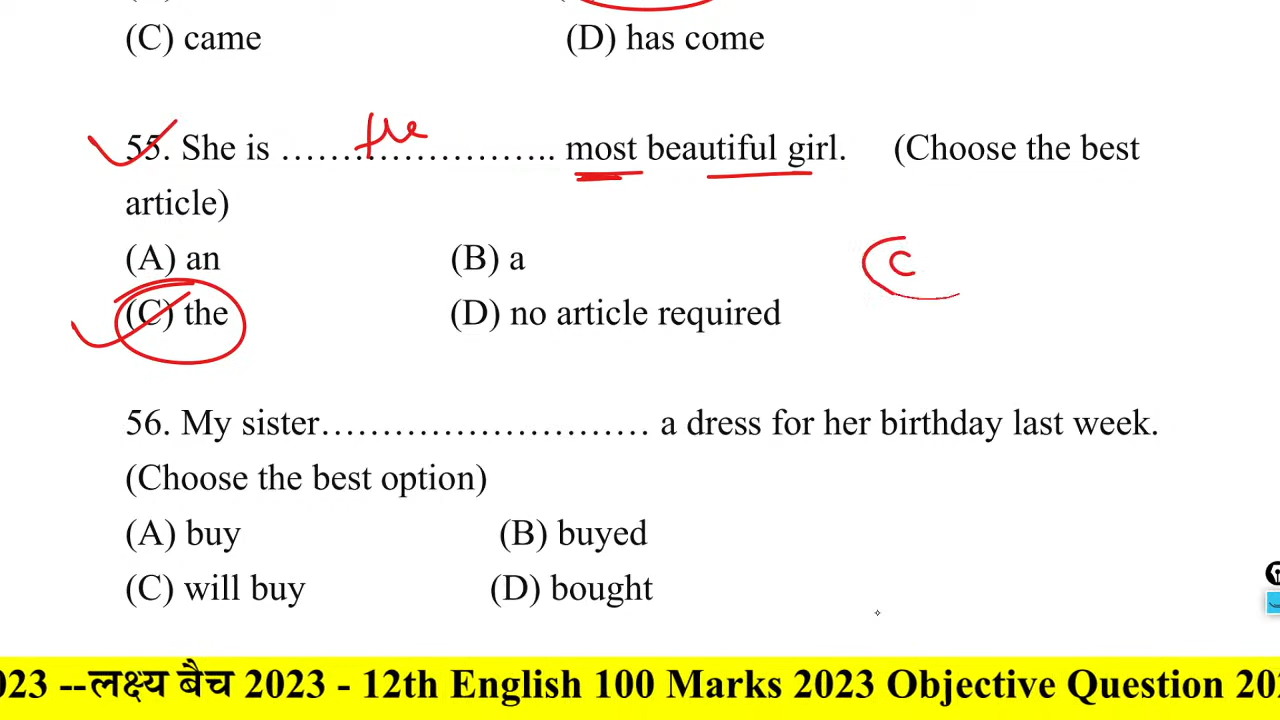 (C) came (D) has come
the
55. She is ……………………….. most beautiful girl. (Choose the best
article)
(A) an (B) a
C
(C) the (D) no article required
56. My sister……………………… a dress for her birthday last week.
(Choose the best option)
(A) buy (B) buyed
(C) will buy (D) bought
023 --लक्ष्य बैच 2023 - 12th English 100 Marks 2023 Objective Question 202